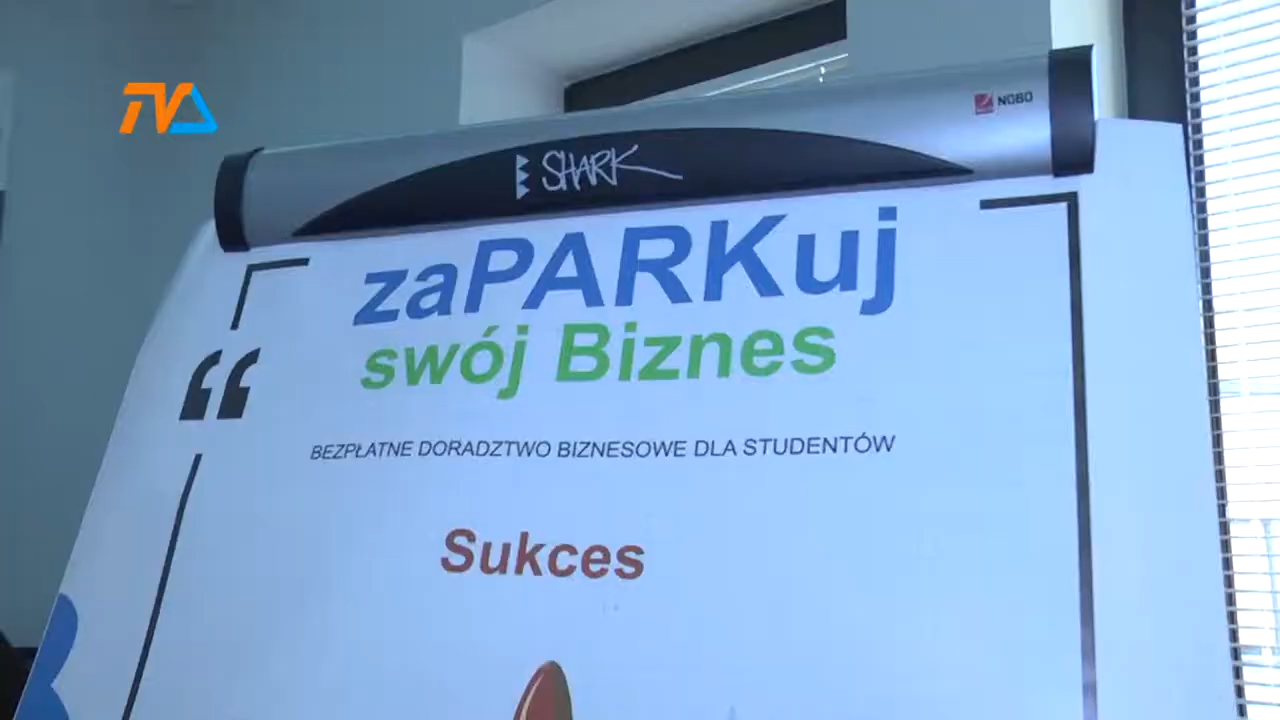 TVA
NOBO
SHARK
zaPARKuj
swój Biznes
“
BEZPŁATNE DORADZTWO BIZNESOWE DLA STUDENTÓW
Sukces